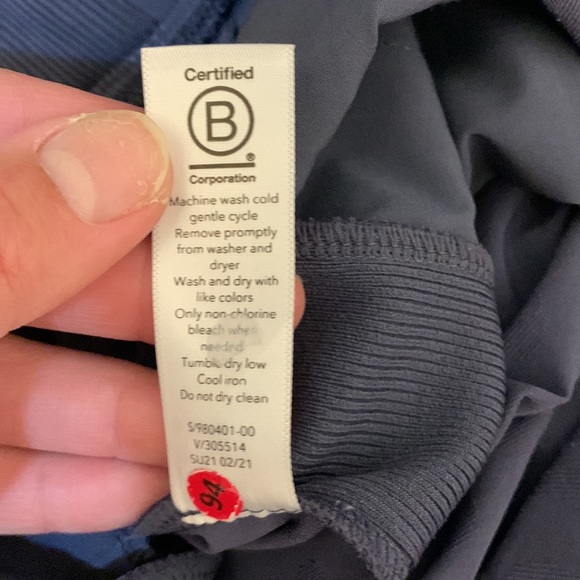 Certified
B
®
Corporation
Machine wash cold
gentle cycle
Remove promptly
from washer and
dryer
Wash and dry with
like colors
Only non-chlorine
bleach when
needed
Tumble dry low
Cool iron
Do not dry clean
S/980401-00
V/305514
SU21 02/21
94